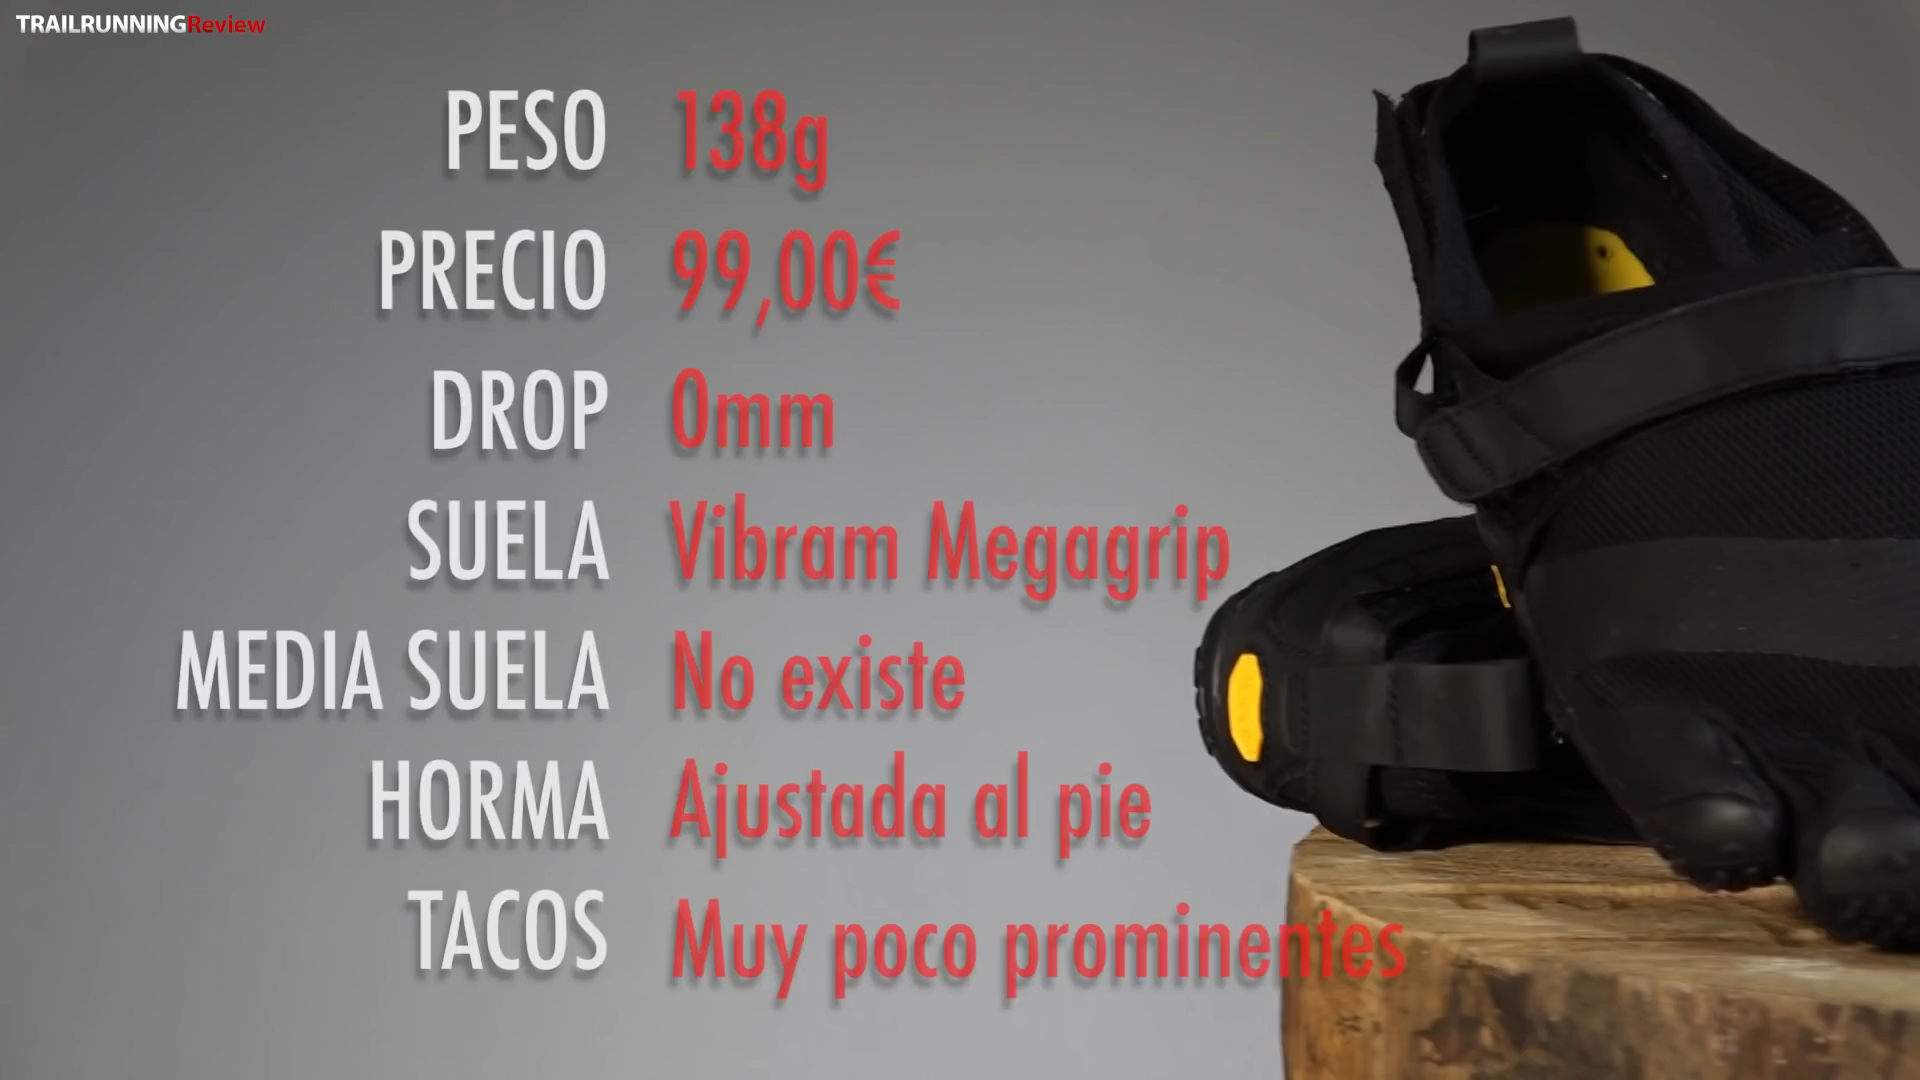 TRAILRUNNINGReview
PESO 138g
PRECIO 99,00€
DROP 0mm
SUELA Vibram Megagrip
MEDIA SUELA No existe
HORMA Ajustada al pie
TACOS Muy poco prominentes